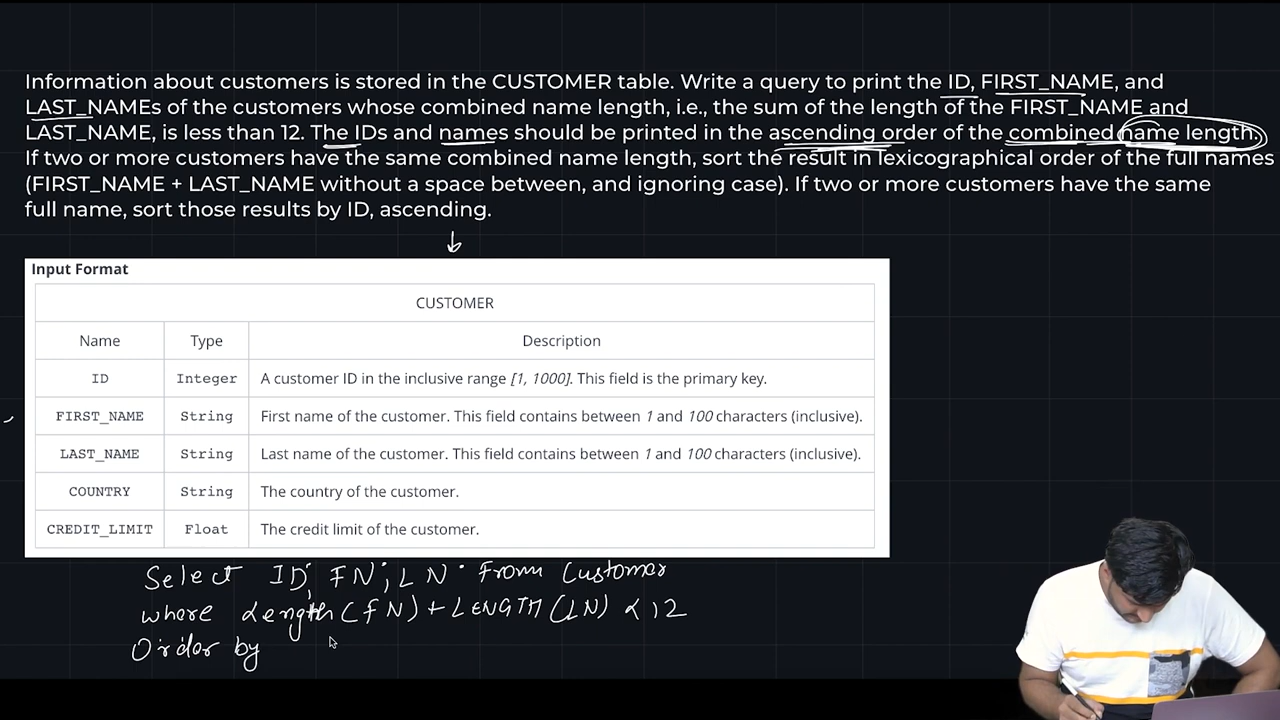 Information about customers is stored in the CUSTOMER table. Write a query to print the ID, FIRST_NAME, and
LAST_NAMEs of the customers whose combined name length, i.e., the sum of the length of the FIRST_NAME and
LAST_NAME, is less than 12. The IDs and names should be printed in the ascending order of the combined name length.
If two or more customers have the same combined name length, sort the result in lexicographical order of the full names
(FIRST_NAME + LAST_NAME without a space between, and ignoring case). If two or more customers have the same
full name, sort those results by ID, ascending.
Input Format
CUSTOMER
Name Type Description
ID Integer A customer ID in the inclusive range [1, 1000]. This field is the primary key.
FIRST_NAME String First name of the customer. This field contains between 1 and 100 characters (inclusive).
LAST_NAME String Last name of the customer. This field contains between 1 and 100 characters (inclusive).
COUNTRY String The country of the customer.
CREDIT_LIMIT Float The credit limit of the customer.
Select ID, FN, LN From Customer
where Length(FN) + LENGTH(LN) < 12
Order by